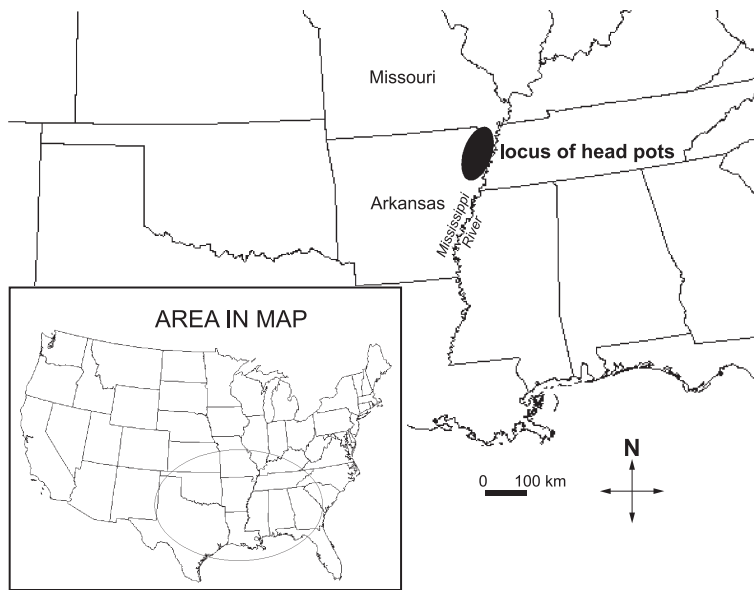 Missouri
locus of head pots
Arkansas
Mississippi
River
AREA IN MAP
N
0 100 km